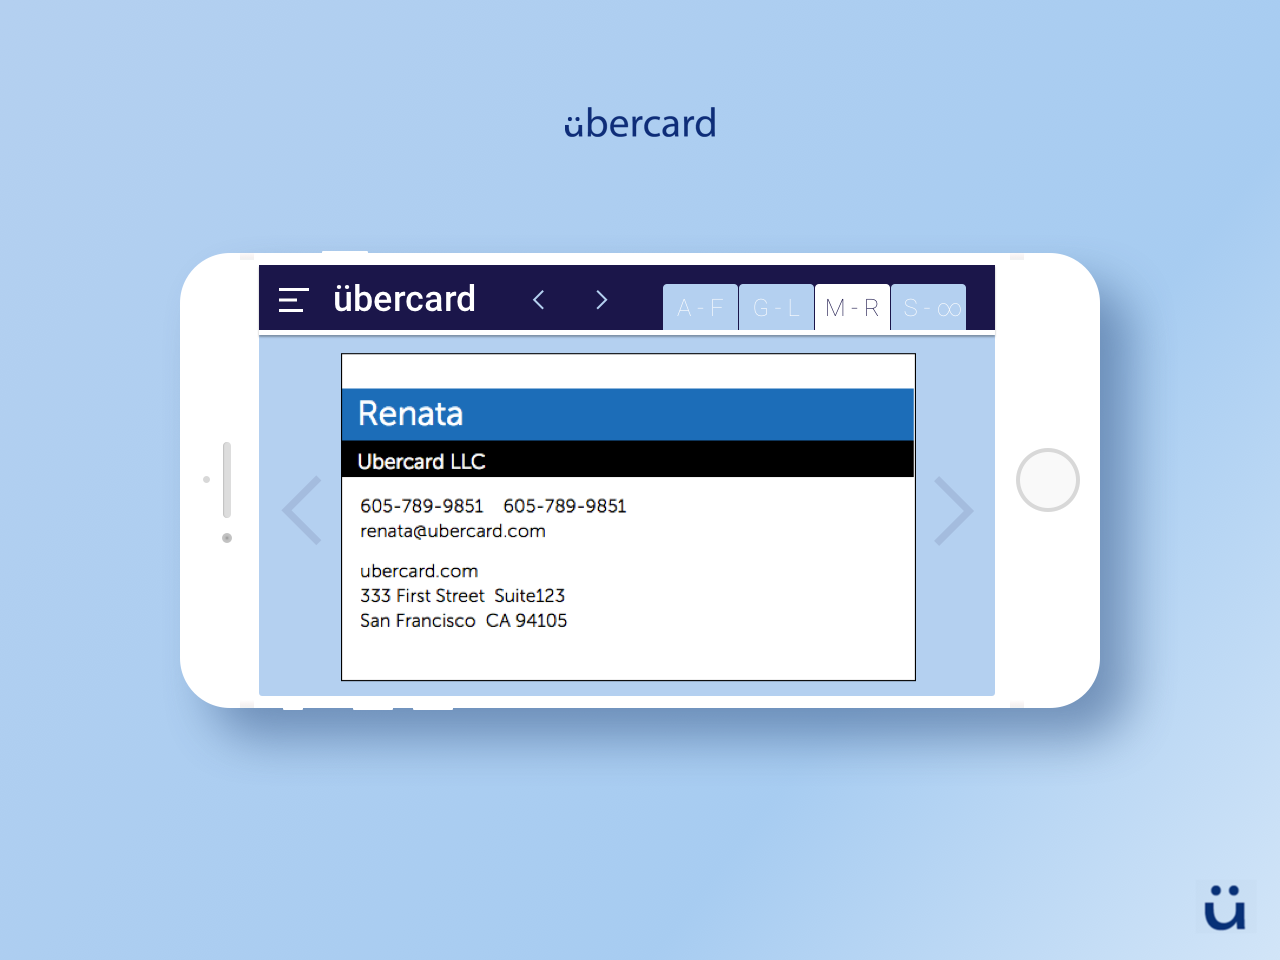 übercard
übercard
A - F G - L M - R S - ∞
Renata
Ubercard LLC
605-789-9851 605-789-9851
renata@ubercard.com
ubercard.com
333 First Street Suite123
San Francisco CA 94105
ü